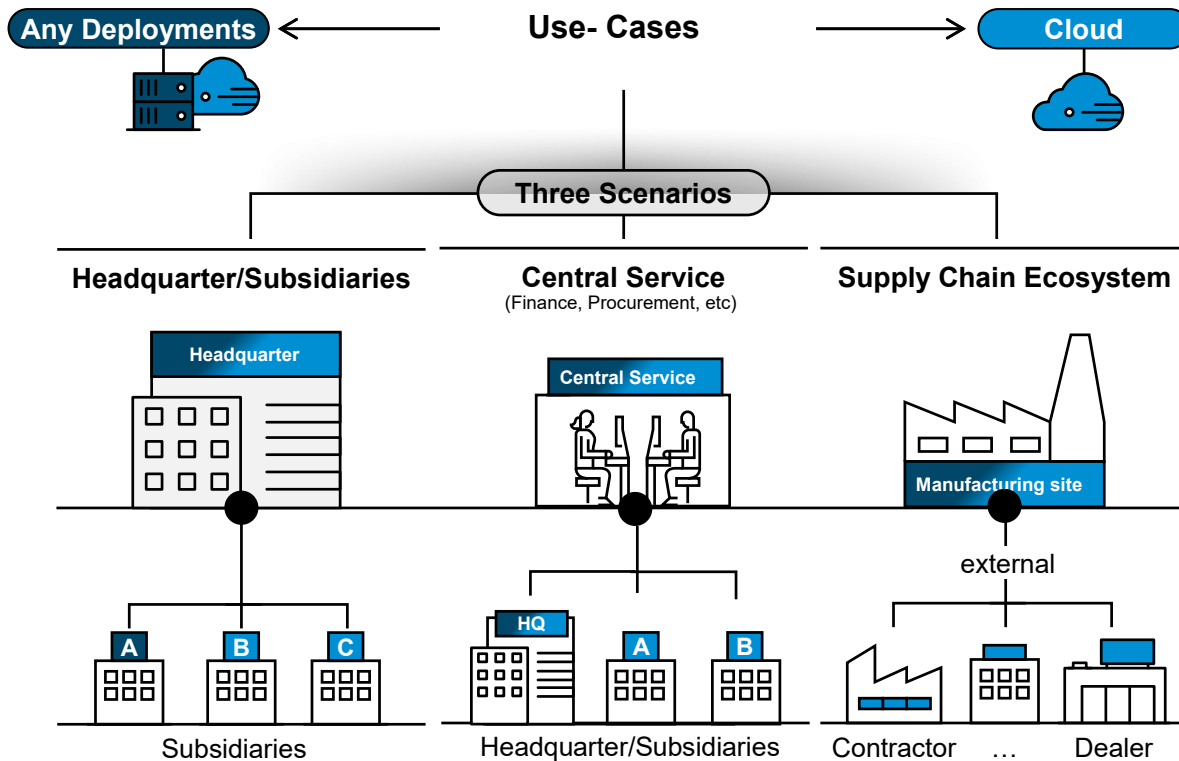 Any Deployments
Use- Cases
Cloud
Three Scenarios
Headquarter/Subsidiaries
Central Service
(Finance, Procurement, etc)
Supply Chain Ecosystem
Headquarter
Central Service
Manufacturing site
external
A
B
C
HQ
A
B
Subsidiaries
Headquarter/Subsidiaries
Contractor
...
Dealer